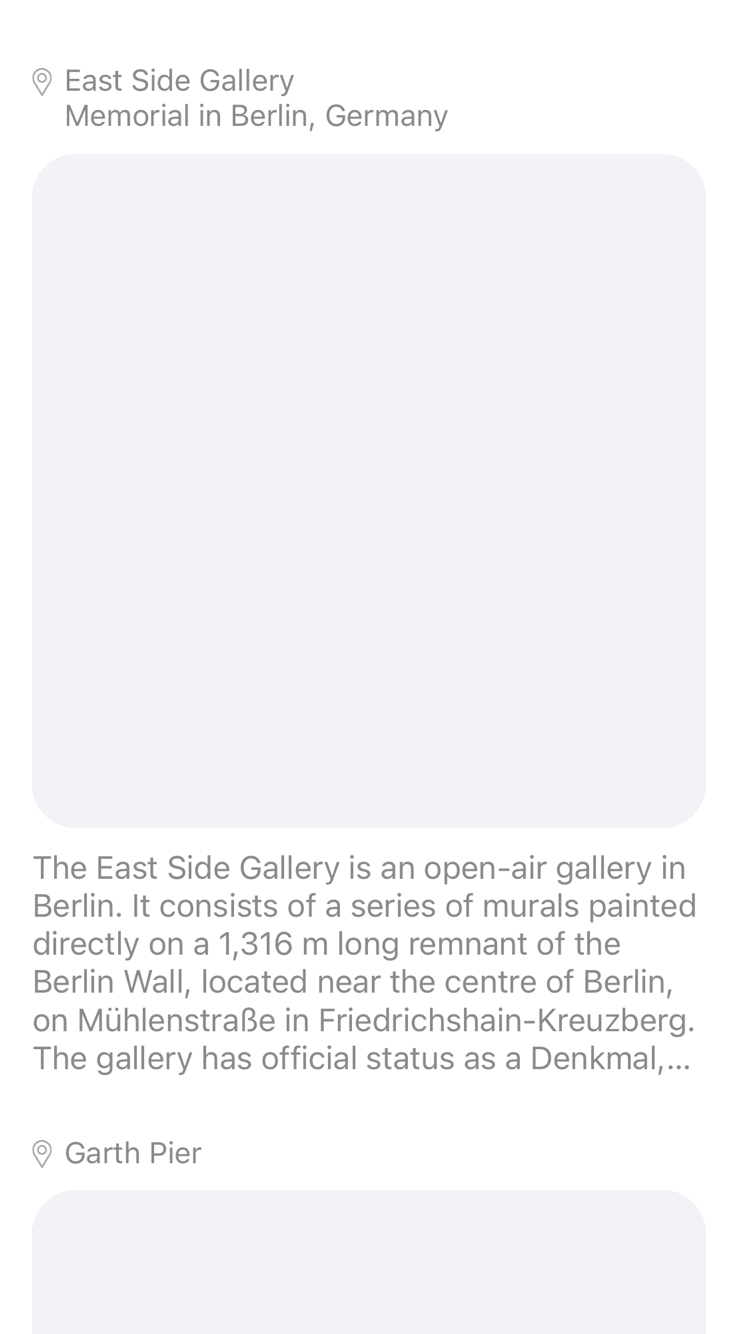 East Side Gallery
Memorial in Berlin, Germany
The East Side Gallery is an open-air gallery in
Berlin. It consists of a series of murals painted
directly on a 1,316 m long remnant of the
Berlin Wall, located near the centre of Berlin,
on Mühlenstraße in Friedrichshain-Kreuzberg.
The gallery has official status as a Denkmal,...
Garth Pier